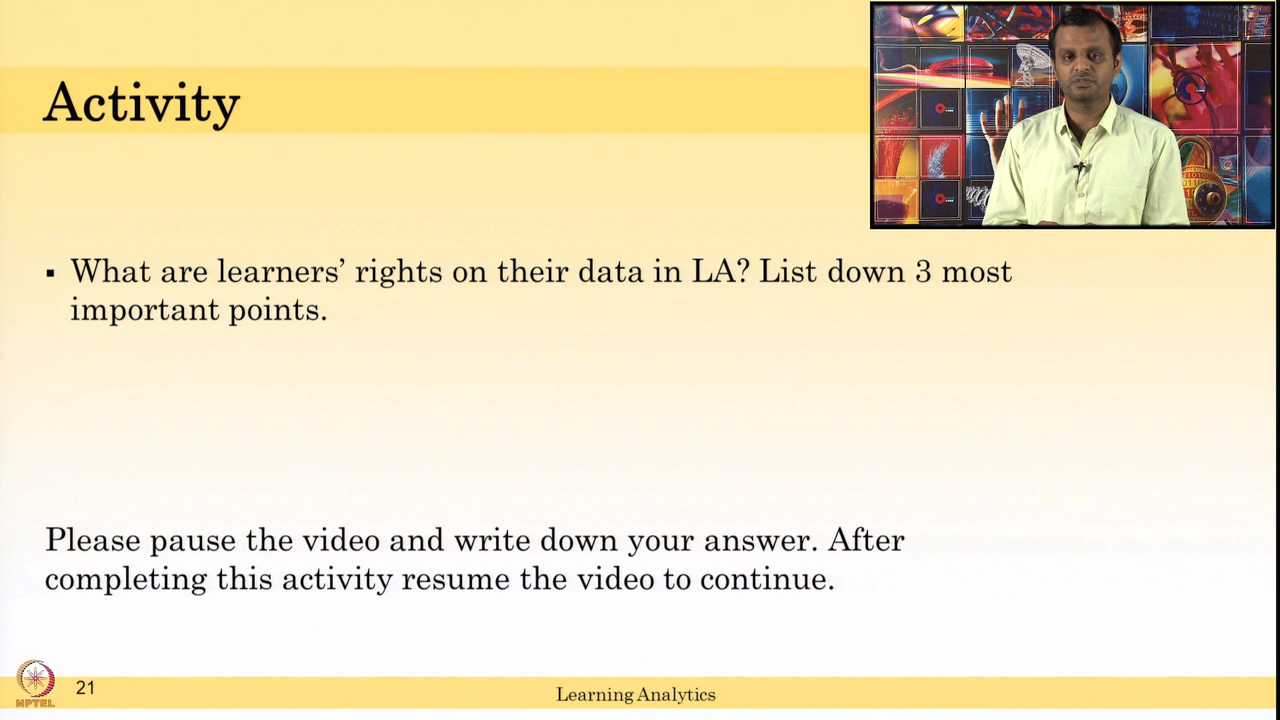 Activity
▪ What are learners’ rights on their data in LA? List down 3 most
important points.
Please pause the video and write down your answer. After
completing this activity resume the video to continue.
NPTEL
21
Learning Analytics